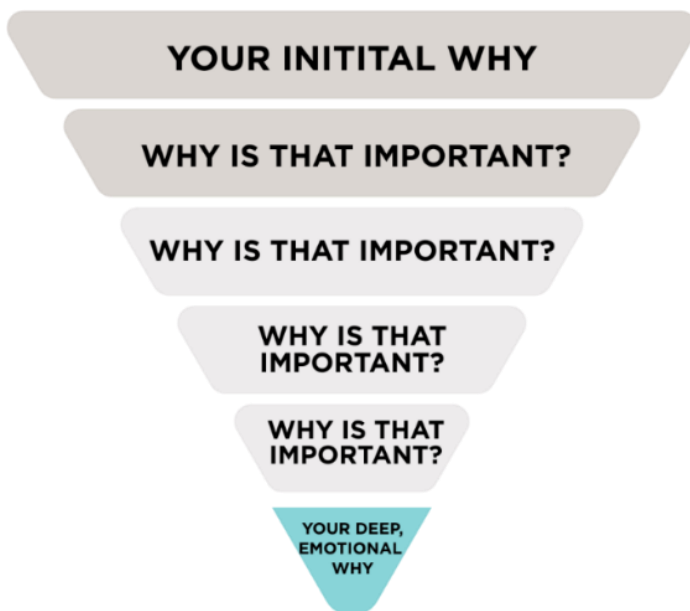 YOUR INITITAL WHY
WHY IS THAT IMPORTANT?
WHY IS THAT IMPORTANT?
WHY IS THAT
IMPORTANT?
WHY IS THAT
IMPORTANT?
YOUR DEEP,
EMOTIONAL
WHY